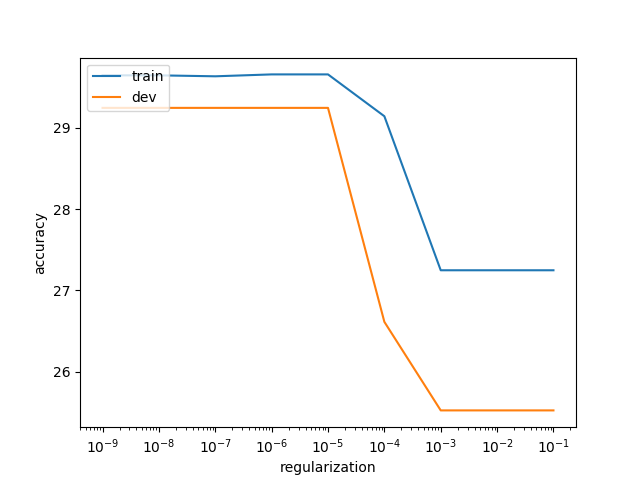 train
dev
29
28
27
26
accuracy
10⁻⁹ 10⁻⁸ 10⁻⁷ 10⁻⁶ 10⁻⁵ 10⁻⁴ 10⁻³ 10⁻² 10⁻¹
regularization